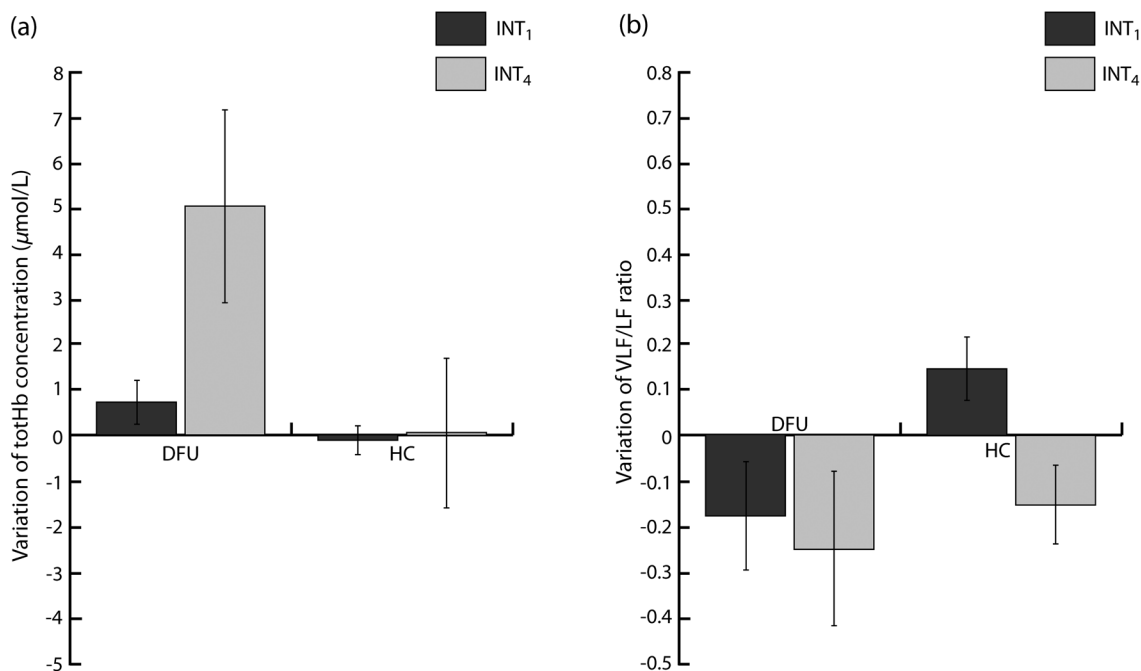 (a)
INT1
INT4
Variation of totHb concentration (µmol/L)
8
7
6
5
4
3
2
1
0
-1
-2
-3
-4
-5
DFU
HC
(b)
INT1
INT4
Variation of VLF/LF ratio
0.8
0.7
0.6
0.5
0.4
0.3
0.2
0.1
0
-0.1
-0.2
-0.3
-0.4
-0.5
DFU
HC